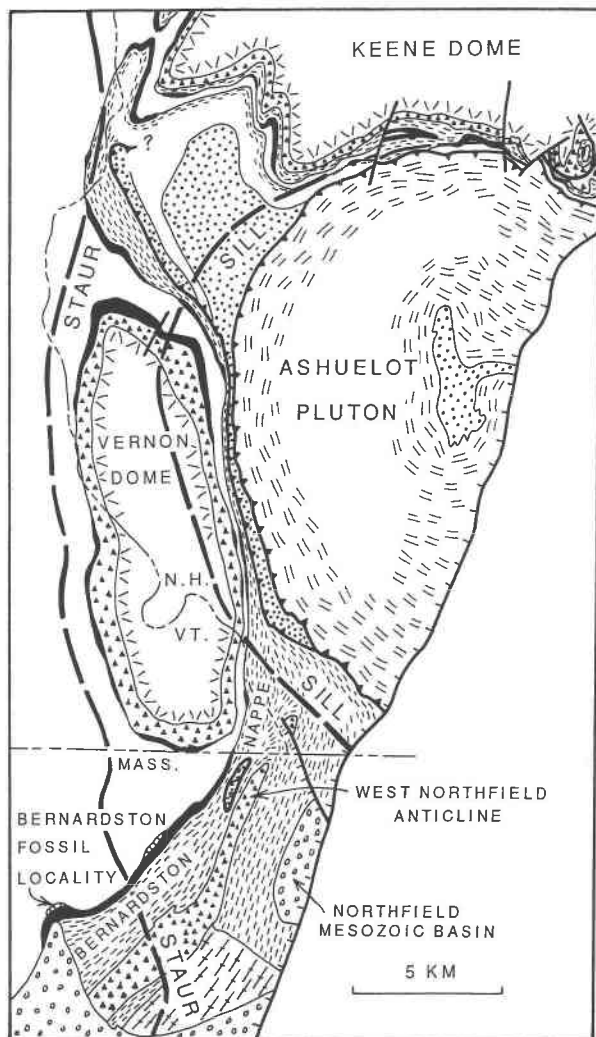 KEENE DOME
?
SILL
STAUR
ASHUELOT
PLUTON
VERNON
DOME
N.H.
VT.
SILL
NAPPE
MASS.
WEST NORTHFIELD
ANTICLINE
BERNARDSTON
FOSSIL
LOCALITY
BERNARDSTON
NORTHFIELD
MESOZOIC BASIN
STAUR
5 KM